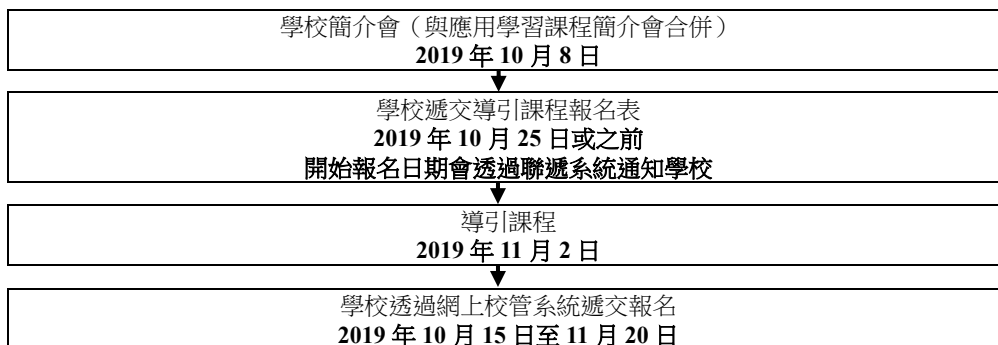 學校簡介會（與應用學習課程簡介會合併）
2019 年 10 月 8 日
學校遞交導引課程報名表
2019 年 10 月 25 日或之前
開始報名日期會透過聯遞系統通知學校
導引課程
2019 年 11 月 2 日
學校透過網上校管系統遞交報名
2019 年 10 月 15 日至 11 月 20 日